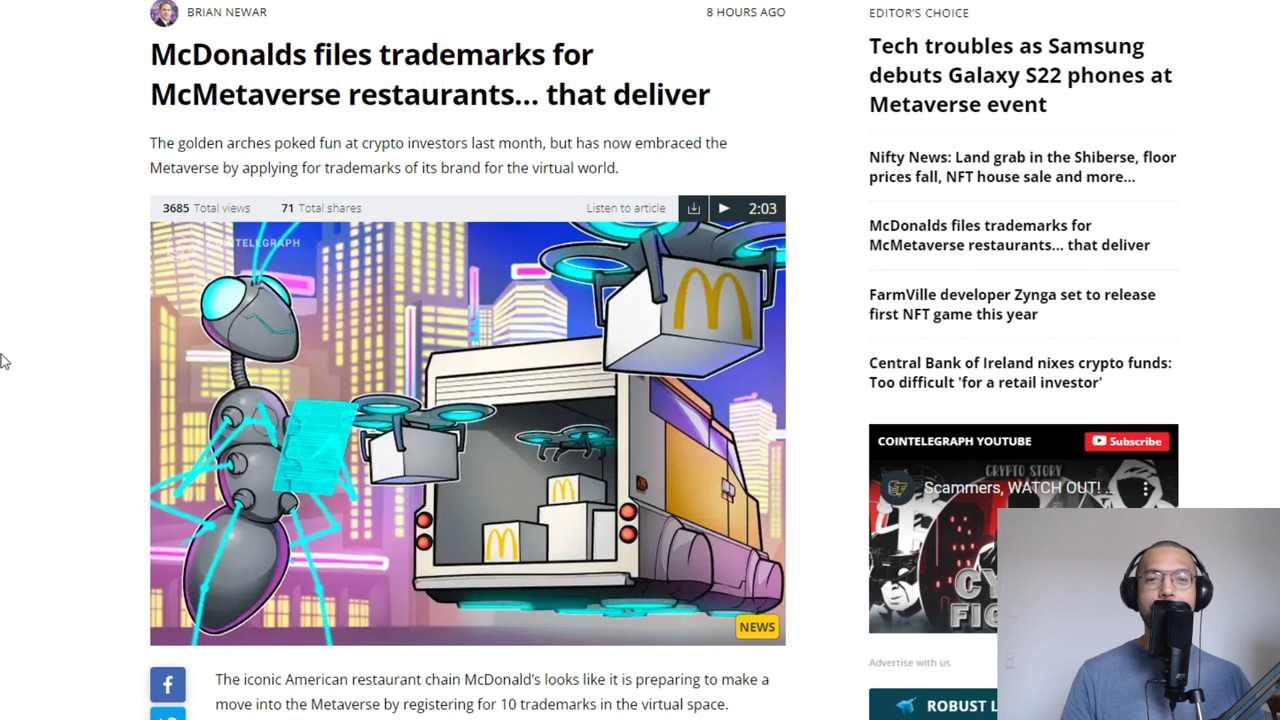 BRIAN NEWAR
8 HOURS AGO
McDonalds files trademarks for
McMetaverse restaurants... that deliver
The golden arches poked fun at crypto investors last month, but has now embraced the
Metaverse by applying for trademarks of its brand for the virtual world.
3685 Total views
71 Total shares
Listen to article
2:03
COINTELEGRAPH
NEWS
The iconic American restaurant chain McDonald’s looks like it is preparing to make a
move into the Metaverse by registering for 10 trademarks in the virtual space.
EDITOR’S CHOICE
Tech troubles as Samsung
debuts Galaxy S22 phones at
Metaverse event
Nifty News: Land grab in the Shiberse, floor
prices fall, NFT house sale and more...
McDonalds files trademarks for
McMetaverse restaurants... that deliver
FarmVille developer Zynga set to release
first NFT game this year
Central Bank of Ireland nixes crypto funds:
Too difficult 'for a retail investor'
COINTELEGRAPH YOUTUBE
Subscribe
CRYPTO STORY
Scammers, WATCH OUT! ...
Advertise with us
ROBUST